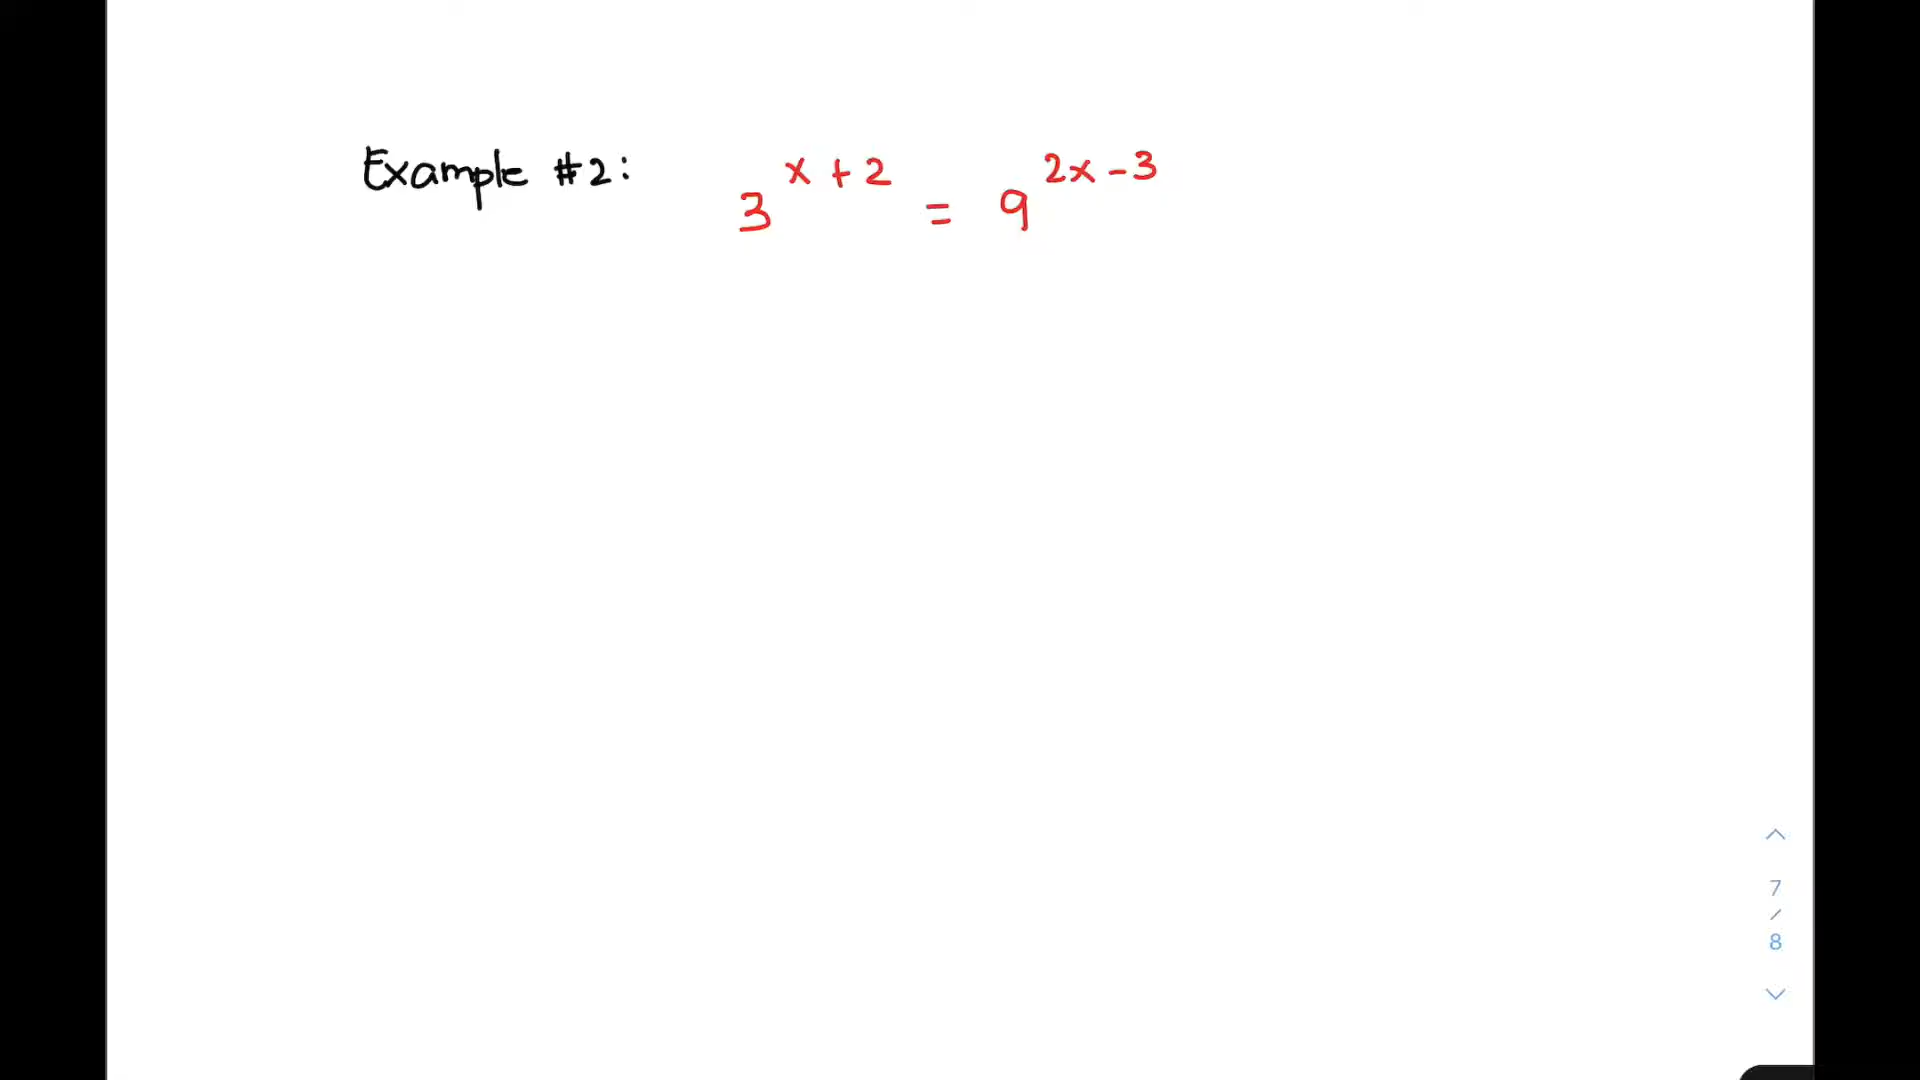 Example #2: 3^{x+2} = 9^{2x-3}
7
/
8